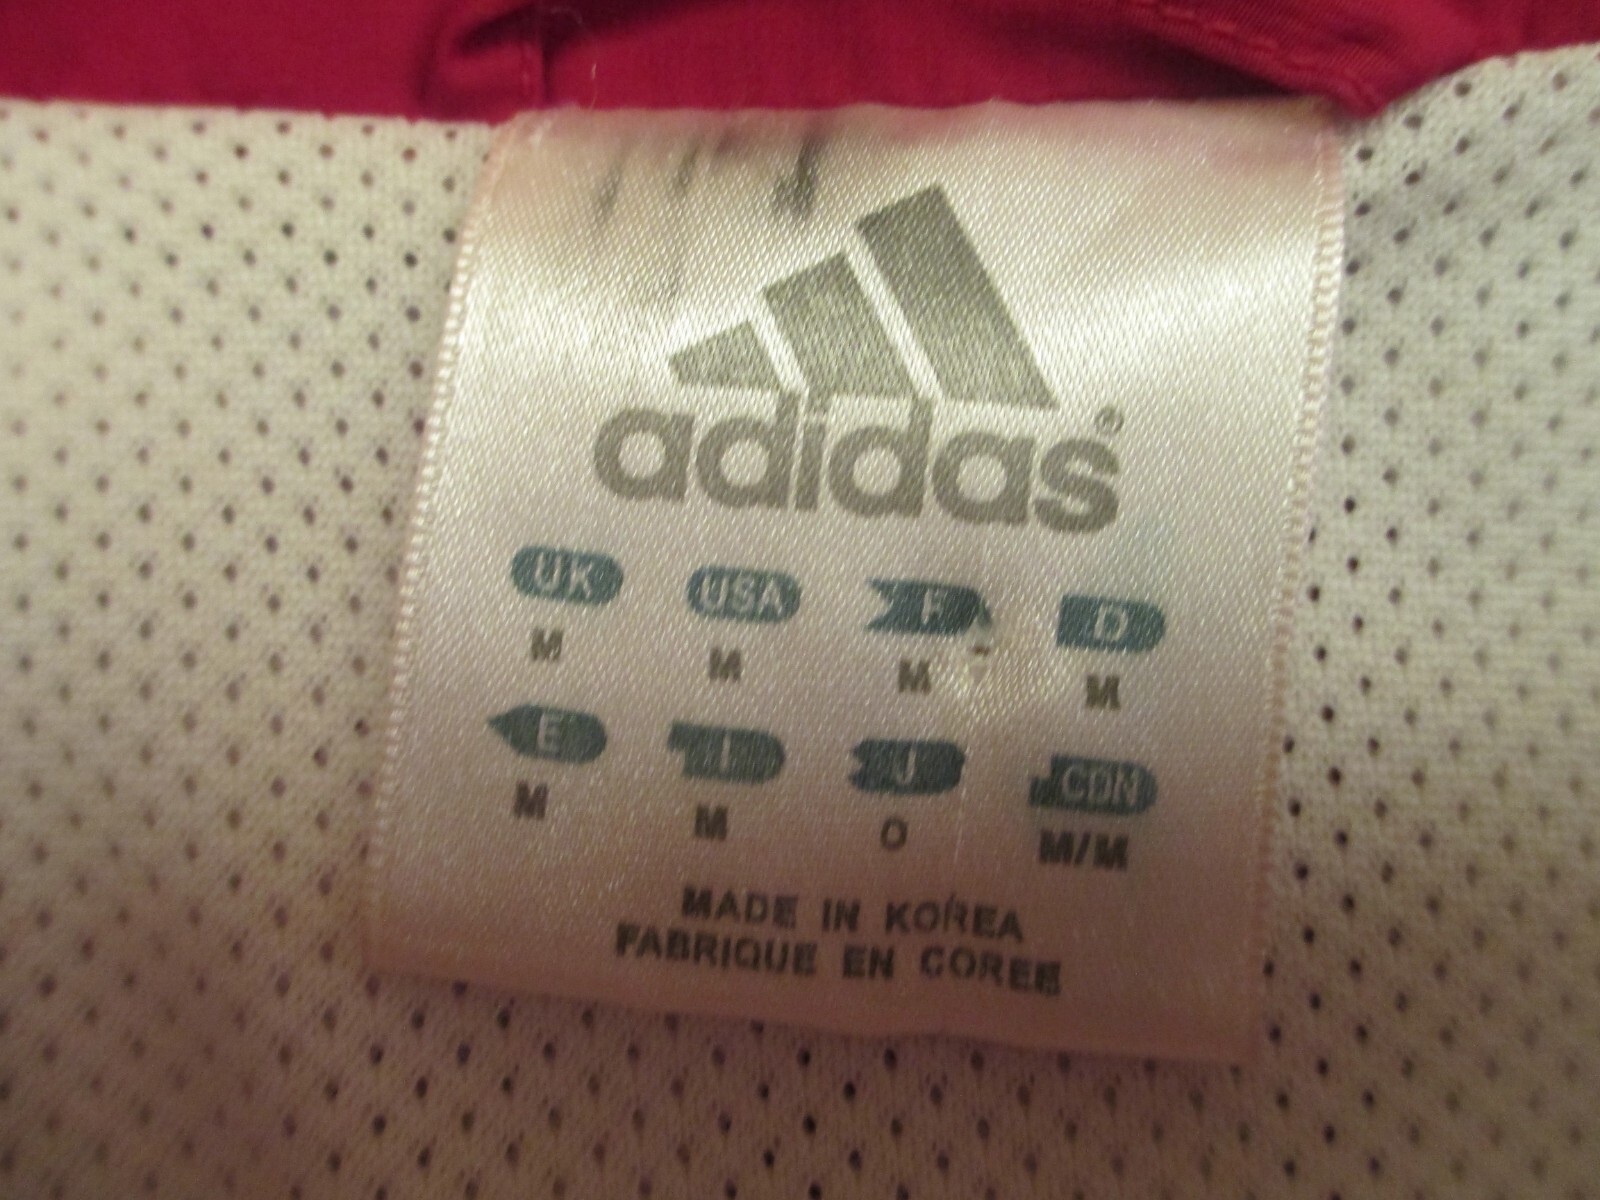 adidas®
UK USA F D
M M M M
E I J CDN
M M O M/M
MADE IN KOREA
FABRIQUE EN COREE